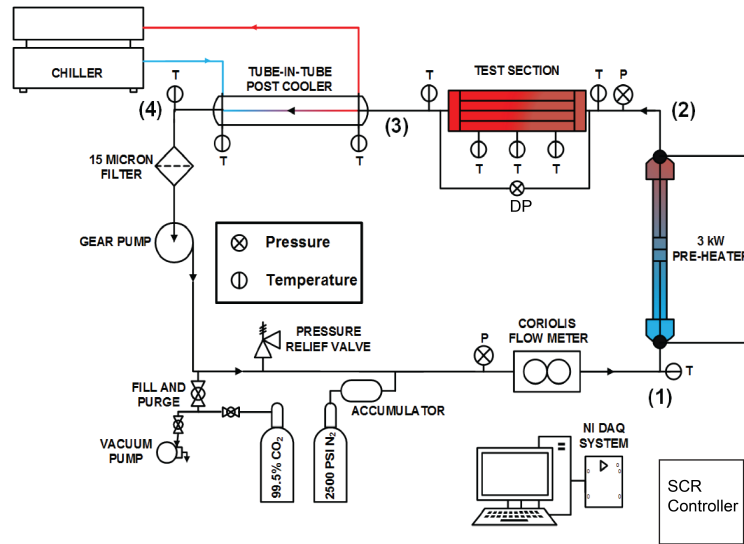 CHILLER
T
TUBE-IN-TUBE
POST COOLER
T
TEST SECTION
T
P
(4)
(3)
(2)
T
T
T
T
T
15 MICRON
FILTER
DP
GEAR PUMP
Pressure
Temperature
3 kW
PRE-HEATER
PRESSURE
RELIEF VALVE
P
CORIOLIS
FLOW METER
T
(1)
FILL AND
PURGE
ACCUMULATOR
VACUUM
PUMP
99.5% CO2
2500 PSI N2
NI DAQ
SYSTEM
SCR
Controller